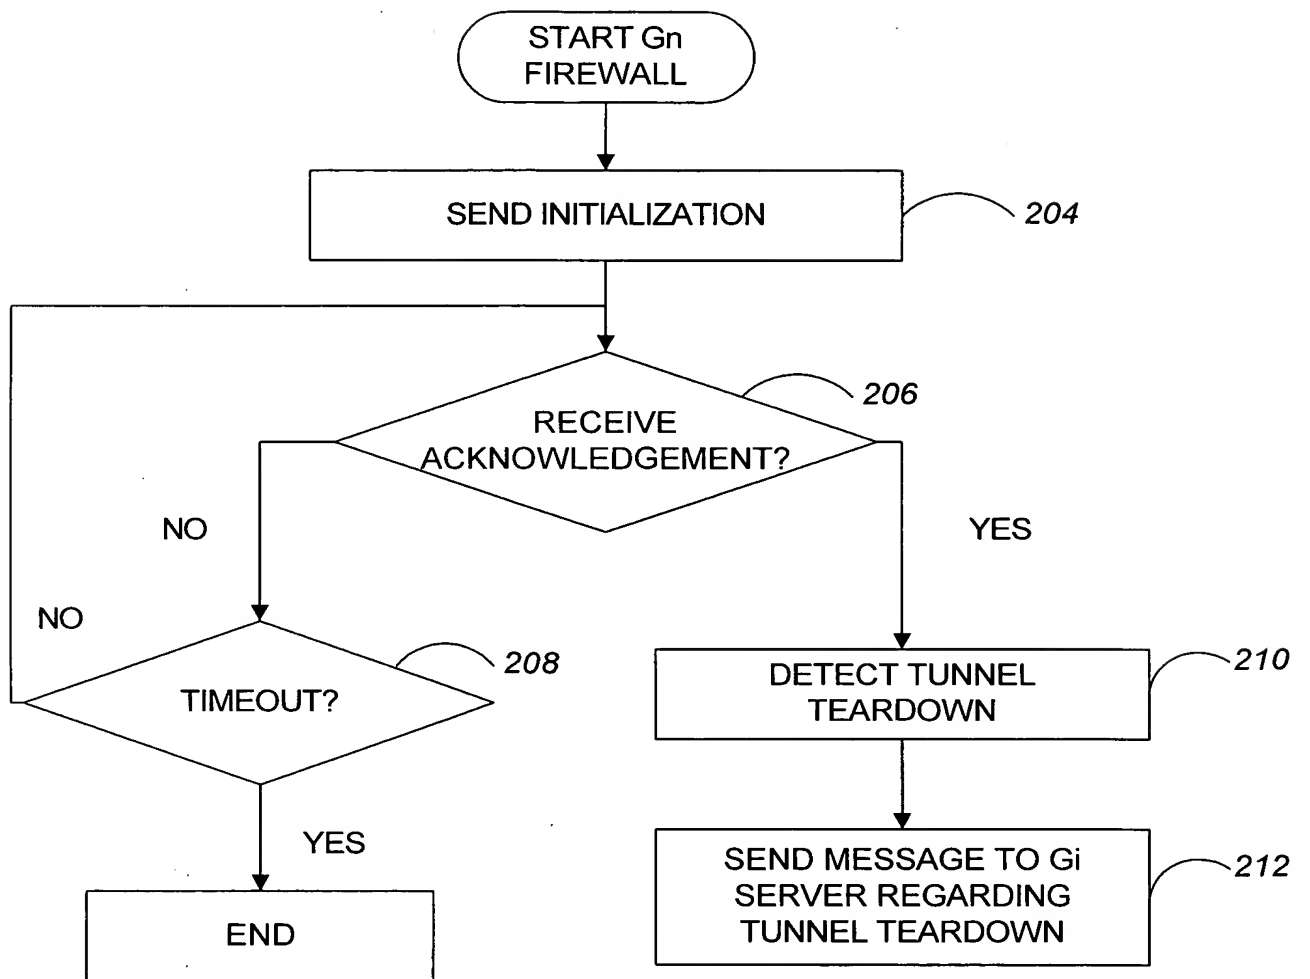 START Gn
FIREWALL
SEND INITIALIZATION
204
RECEIVE
ACKNOWLEDGEMENT?
206
NO
YES
NO
TIMEOUT?
208
DETECT TUNNEL
TEARDOWN
210
YES
SEND MESSAGE TO Gi
SERVER REGARDING
TUNNEL TEARDOWN
212
END